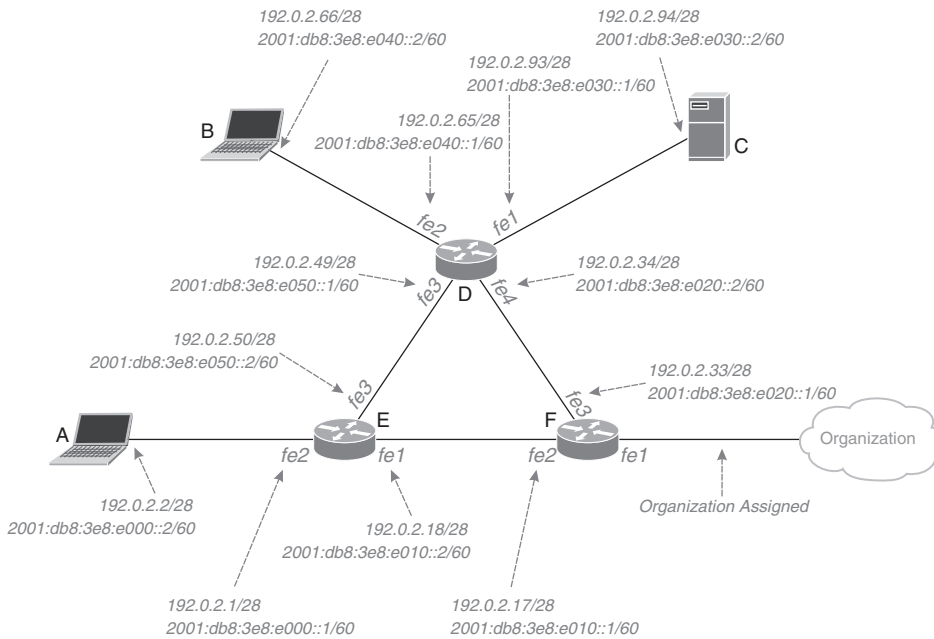 192.0.2.66/28
2001:db8:3e8:e040::2/60
192.0.2.94/28
2001:db8:3e8:e030::2/60
192.0.2.93/28
2001:db8:3e8:e030::1/60
B
192.0.2.65/28
2001:db8:3e8:e040::1/60
C
fe2
fe1
192.0.2.49/28
2001:db8:3e8:e050::1/60
fe3
D
fe4
192.0.2.34/28
2001:db8:3e8:e020::2/60
192.0.2.50/28
2001:db8:3e8:e050::2/60
192.0.2.33/28
2001:db8:3e8:e020::1/60
fe3
fe3
A
E
F
Organization
fe2
fe1
fe2
fe1
192.0.2.2/28
2001:db8:3e8:e000::2/60
192.0.2.18/28
2001:db8:3e8:e010::2/60
Organization Assigned
192.0.2.1/28
2001:db8:3e8:e000::1/60
192.0.2.17/28
2001:db8:3e8:e010::1/60